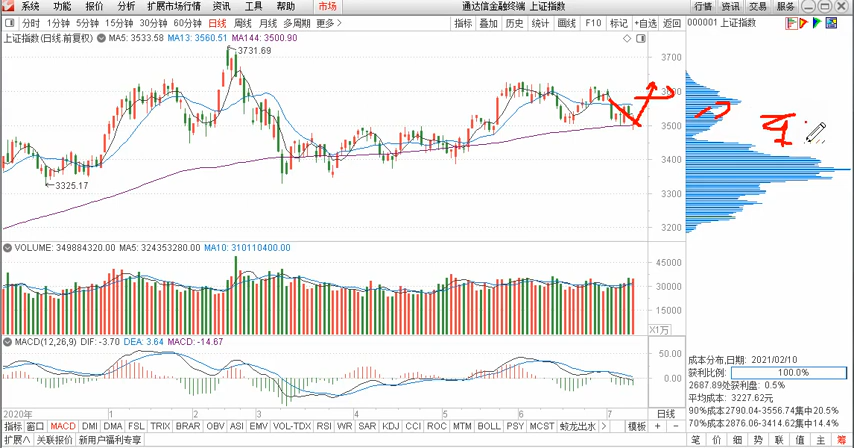 系统 功能 报价 分析 扩展市场行情 资讯 工具 帮助 市场 通达信金融终端 上证指数 行情 资讯 交易 服务
分时 1分钟 5分钟 15分钟 30分钟 60分钟 日线 周线 月线 多周期 更多> 指标 叠加 历史 统计 画线 F10 标记 +自选 返回 000001 上证指数
上证指数(日线.前复权) MA5: 3533.58 MA13: 3560.51 MA144: 3500.90
3731.69
3700
3600
3500
3400
3300
3200
3325.17
VOLUME: 349884320.00 MA5: 324353280.00 MA10: 310110400.00
45000
30000
15000
X1万
MACD(12,26,9) DIF: -3.70 DEA: 3.64 MACD: -14.67
50.00
0.00
成本分布,日期: 2021/02/10
获利比例: 100.0%
2687.89处获利盘: 0.5%
平均成本: 3227.62元
90%成本2790.04-3556.74集中20.5%
70%成本2876.06-3414.62集中14.4%
2020年 1 2 3 4 5 6 7 日线
指标 窗口 MACD DMI DMA FSL TRIX BRAR OBV ASI EMV VOL-TDX RSI WR SAR KDJ CCI ROC MTM BOLL PSY MCST 蚊龙出水 > 模板 + -
扩展∧ 关联报价 新用户福利专享 笔 价 细 势 联 值 主 筹